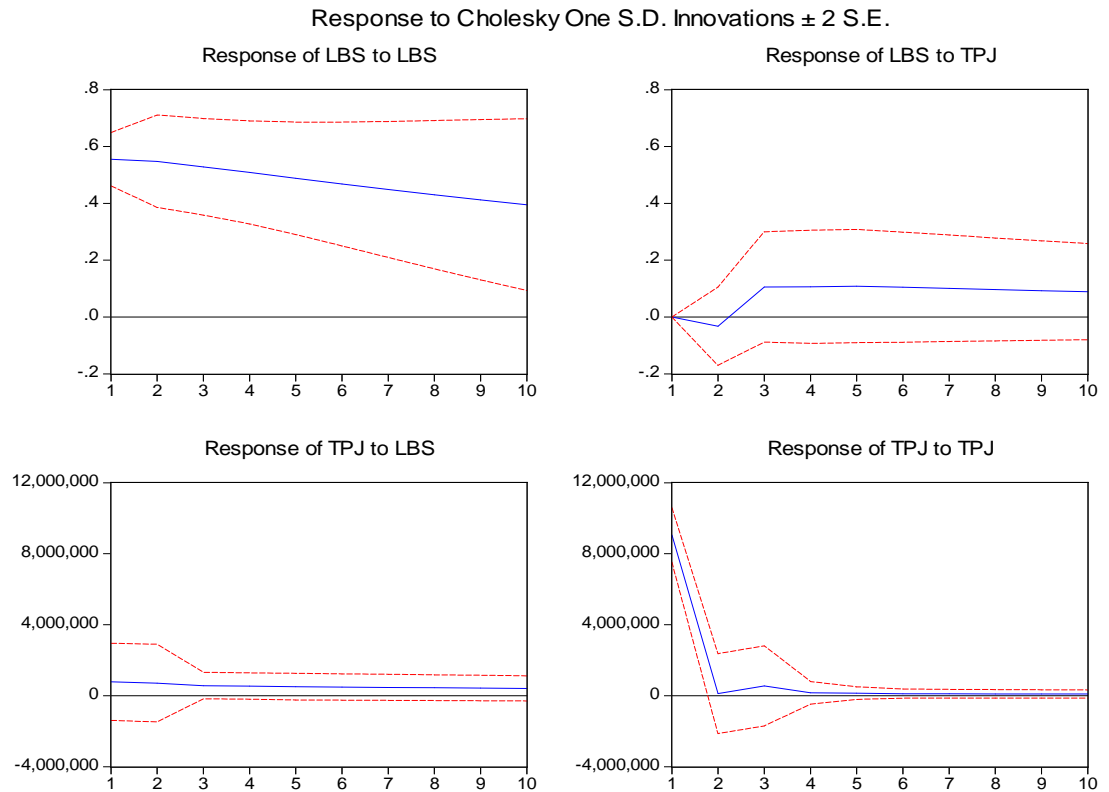 Response to Cholesky One S.D. Innovations ± 2 S.E.
Response of LBS to LBS
.8
.6
.4
.2
.0
-.2
1 2 3 4 5 6 7 8 9 10
Response of LBS to TPJ
.8
.6
.4
.2
.0
-.2
1 2 3 4 5 6 7 8 9 10
Response of TPJ to LBS
12,000,000
8,000,000
4,000,000
0
-4,000,000
1 2 3 4 5 6 7 8 9 10
Response of TPJ to TPJ
12,000,000
8,000,000
4,000,000
0
-4,000,000
1 2 3 4 5 6 7 8 9 10